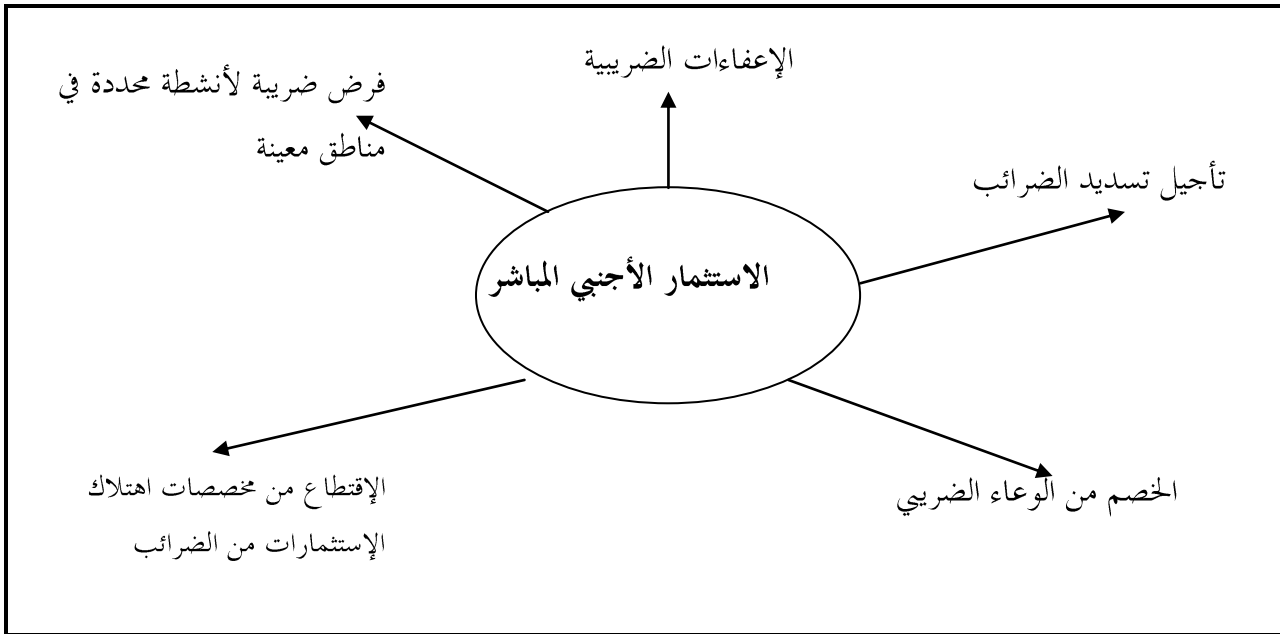 الإعفاءات الضريبية
فرض ضريبة لأنشطة محددة في
مناطق معينة
تأجيل تسديد الضرائب
الاستثمار الأجنبي المباشر
الإقتطاع من مخصصات اهتلاك
الإستثمارات من الضرائب
الخصم من الوعاء الضريبي